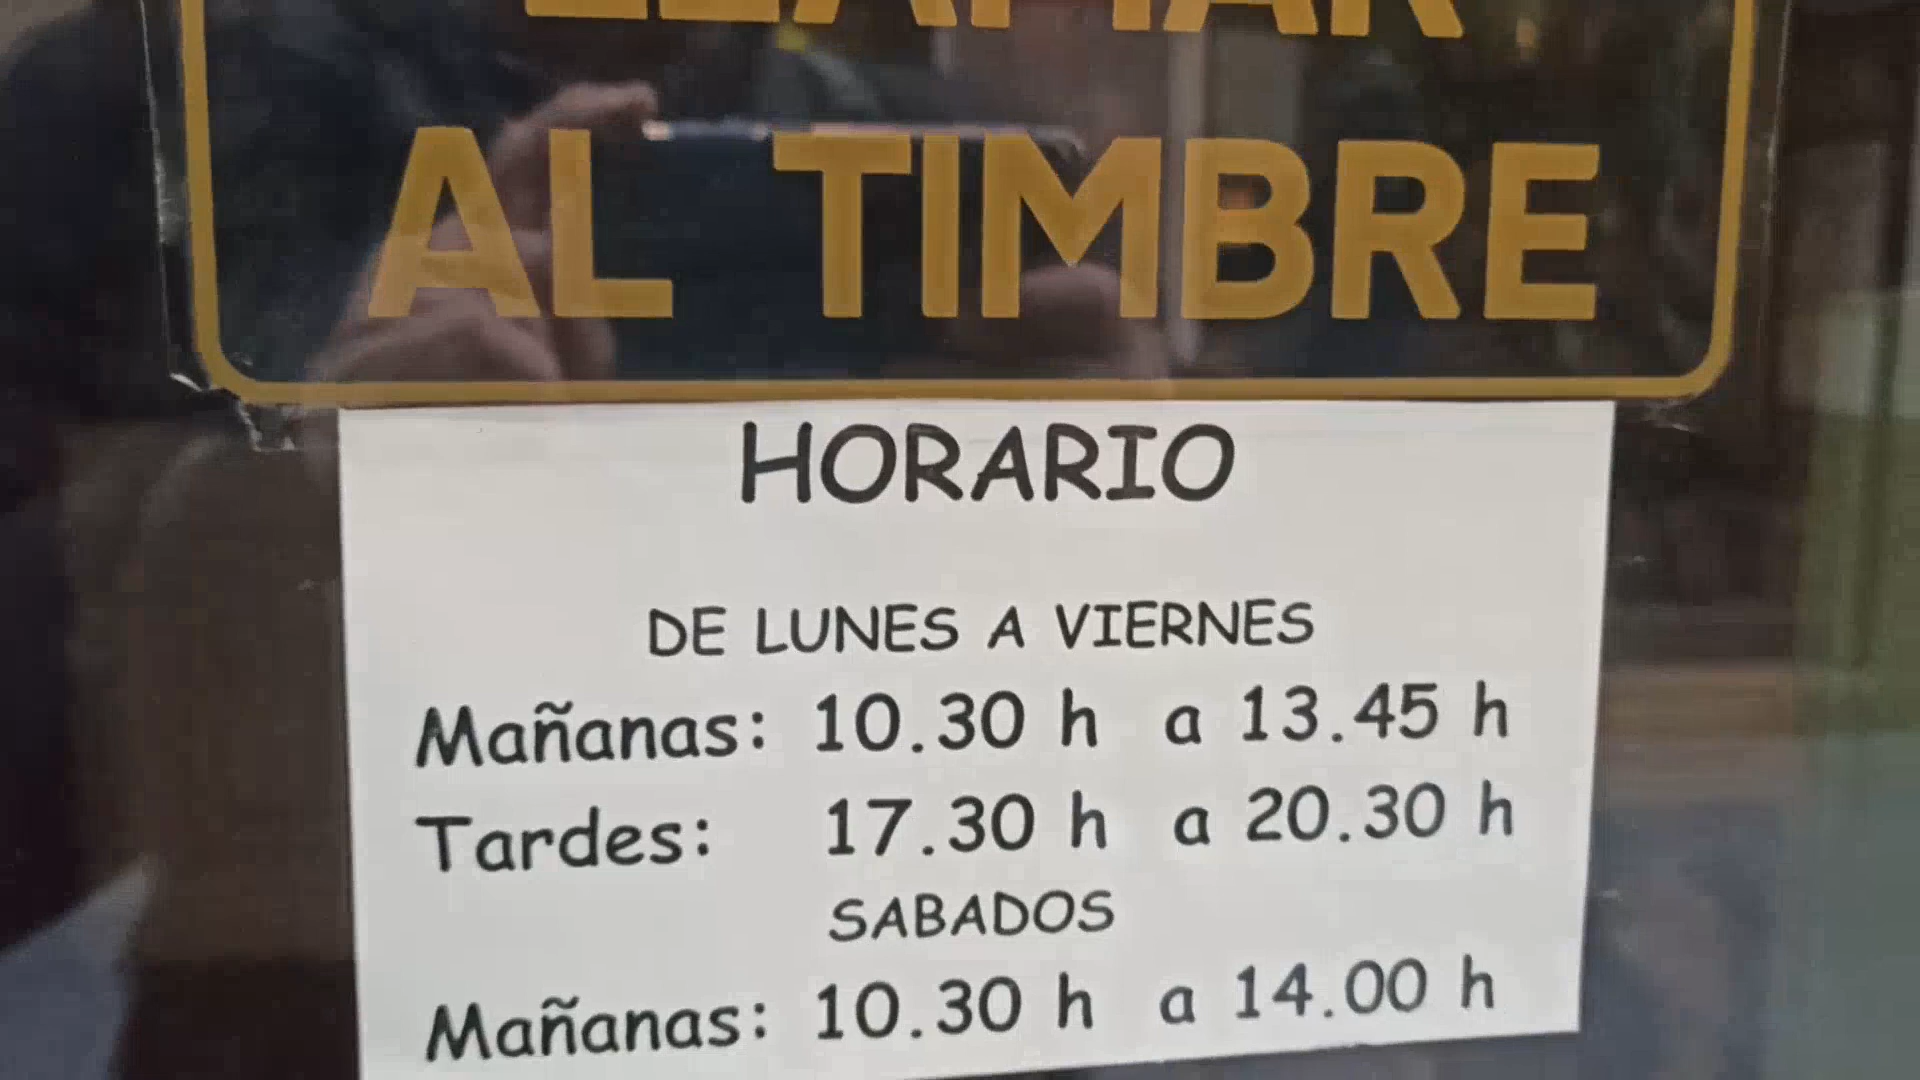 LLAMAR
AL TIMBRE
HORARIO
DE LUNES A VIERNES
Mañanas: 10.30 h a 13.45 h
Tardes: 17.30 h a 20.30 h
SABADOS
Mañanas: 10.30 h a 14.00 h